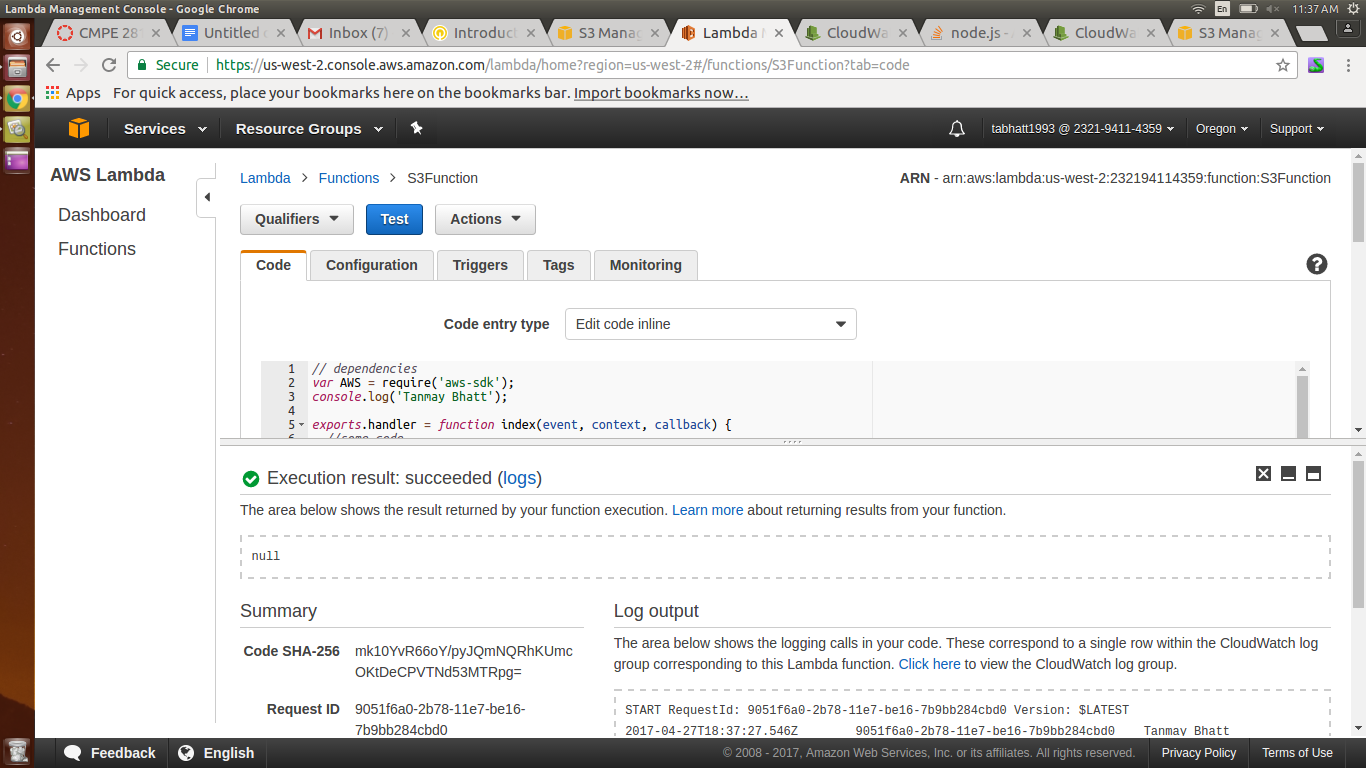 Lambda Management Console - Google Chrome
En
11:37 AM
CMPE 28
Untitled
Inbox (7)
Introduct
S3 Manag
Lambda M
CloudWa
node.js -
CloudWa
S3 Manag
Secure
https://us-west-2.console.aws.amazon.com/lambda/home?region=us-west-2#/functions/S3Function?tab=code
Apps For quick access, place your bookmarks here on the bookmarks bar. Import bookmarks now…
Services Resource Groups tabhatt1993 @ 2321-9411-4359 Oregon Support
AWS Lambda
Dashboard
Functions
Lambda > Functions > S3Function
ARN - arn:aws:lambda:us-west-2:232194114359:function:S3Function
Qualifiers Test Actions
Code Configuration Triggers Tags Monitoring
Code entry type Edit code inline
1 // dependencies
2 var AWS = require('aws-sdk');
3 console.log('Tanmay Bhatt');
4
5 exports.handler = function index(event, context, callback) {
6 //some code
Execution result: succeeded (logs)
The area below shows the result returned by your function execution. Learn more about returning results from your function.
null
Summary
Code SHA-256 mk10YvR66oY/pyJQmNQRhKUmc
OKtDeCPVTNd53MTRpg=
Request ID 9051f6a0-2b78-11e7-be16-
7b9bb284cbd0
Log output
The area below shows the logging calls in your code. These correspond to a single row within the CloudWatch log
group corresponding to this Lambda function. Click here to view the CloudWatch log group.
START RequestId: 9051f6a0-2b78-11e7-be16-7b9bb284cbd0 Version: $LATEST
2017-04-27T18:37:27.546Z 9051f6a0-2b78-11e7-be16-7b9bb284cbd0 Tanmay Bhatt
Feedback English © 2008 - 2017, Amazon Web Services, Inc. or its affiliates. All rights reserved. Privacy Policy Terms of Use